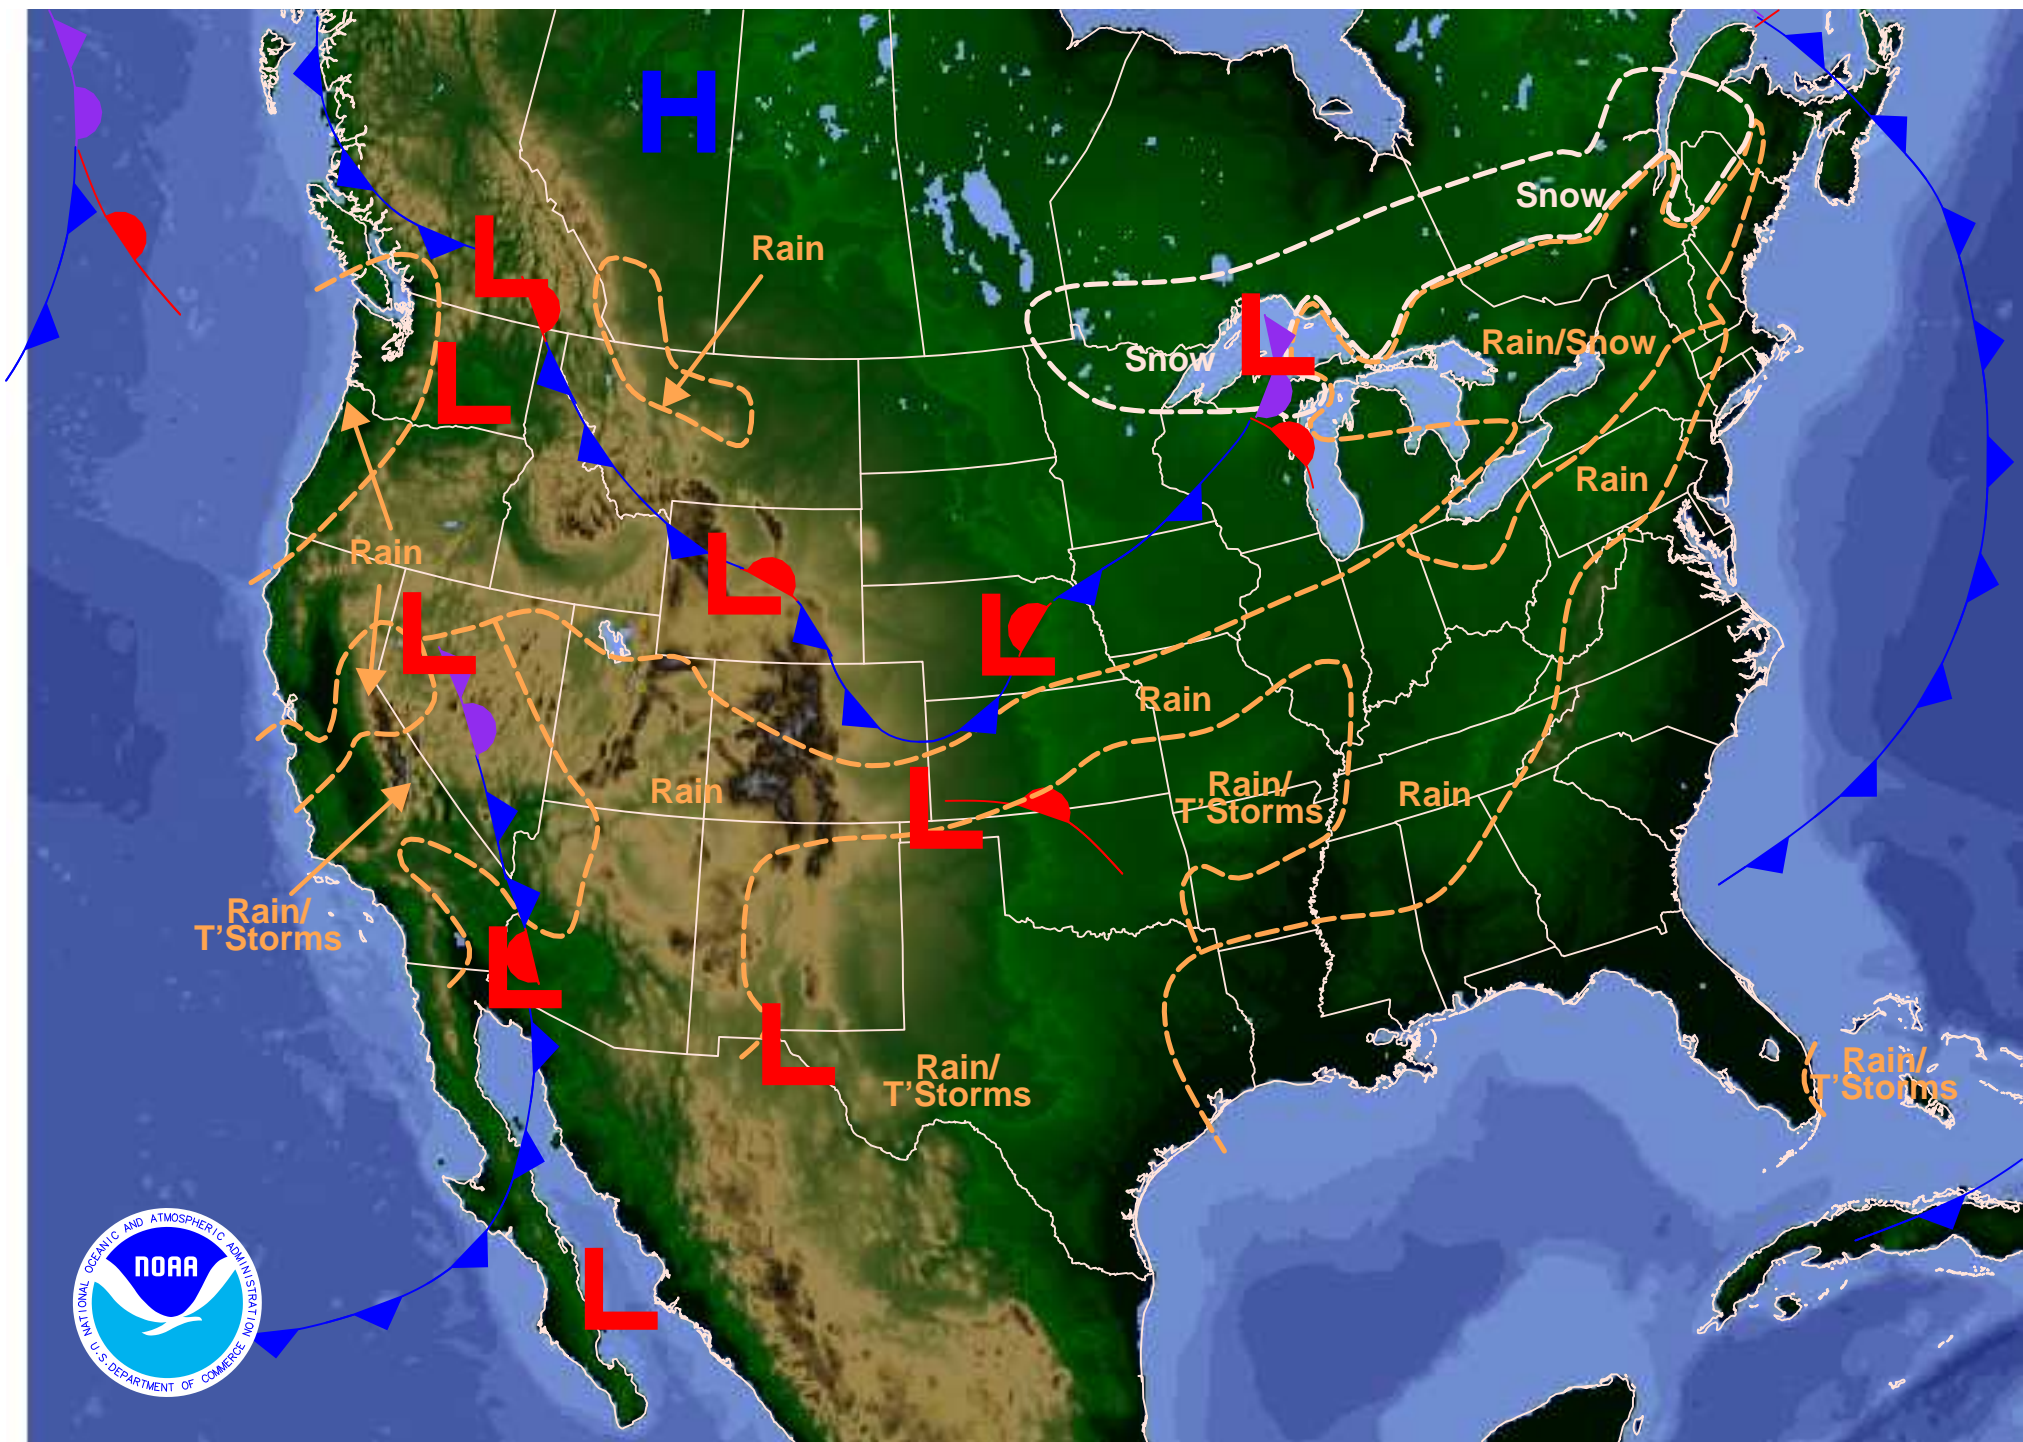 H
Snow
Rain
L
L
Snow
L
Rain/Snow
L
Rain
Rain
L
L
L
Rain
Rain
L
Rain/
T'Storms
Rain
Rain/
T'Storms
L
L
Rain/
T'Storms
Rain/
T'Storms
L
NATIONAL OCEANIC AND ATMOSPHERIC ADMINISTRATION
NOAA
U.S. DEPARTMENT OF COMMERCE